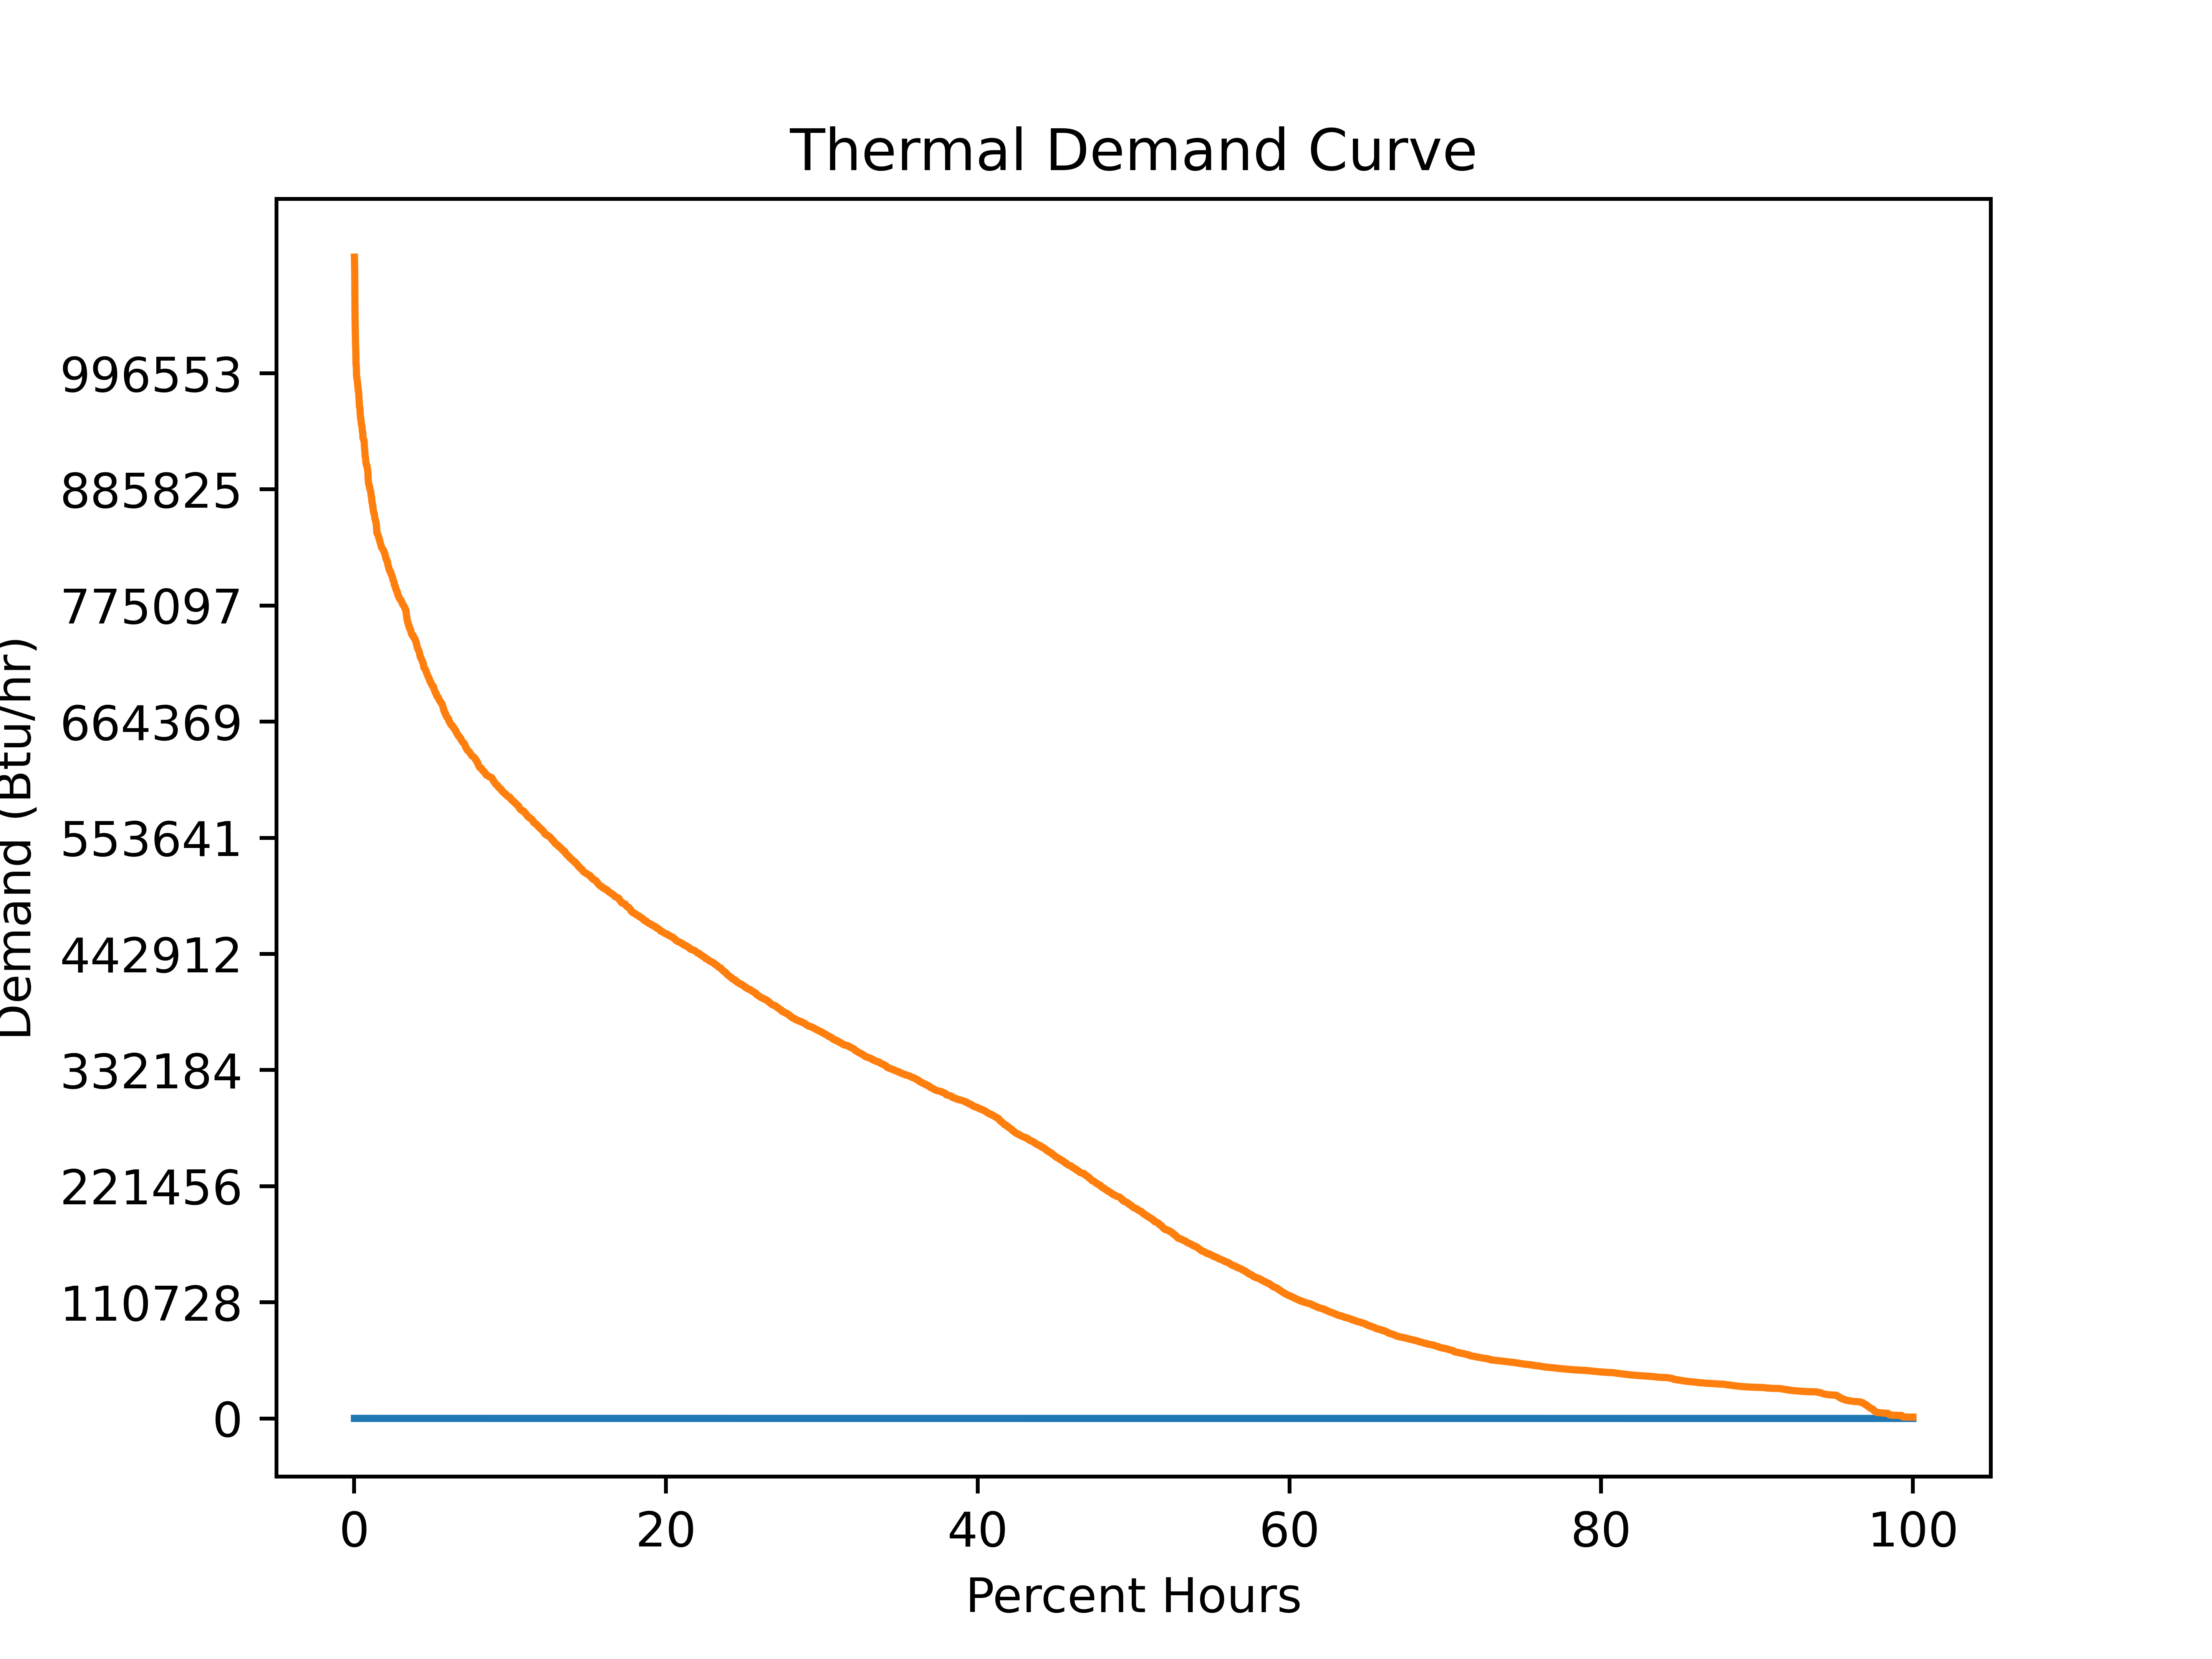 Thermal Demand Curve
996553
885825
775097
664369
553641
442912
332184
221456
110728
0
Demand (Btu/hr)
0 20 40 60 80 100
Percent Hours